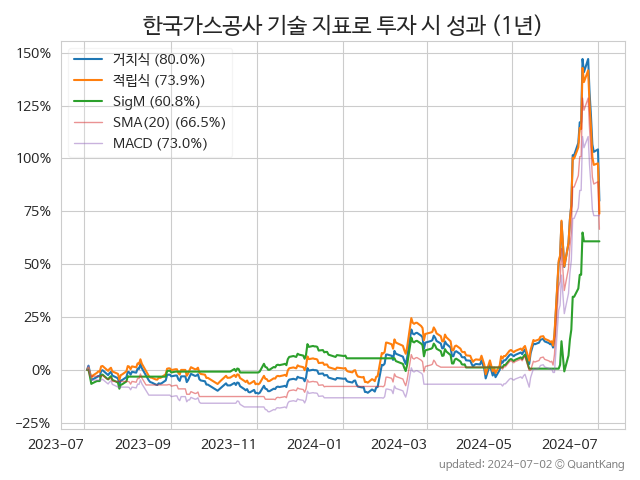 한국가스공사 기술 지표로 투자 시 성과 (1년)
거치식 (80.0%)
적립식 (73.9%)
SigM (60.8%)
SMA(20) (66.5%)
MACD (73.0%)
150%
125%
100%
75%
50%
25%
0%
−25%
2023-07 2023-09 2023-11 2024-01 2024-03 2024-05 2024-07
updated: 2024-07-02 © QuantKang